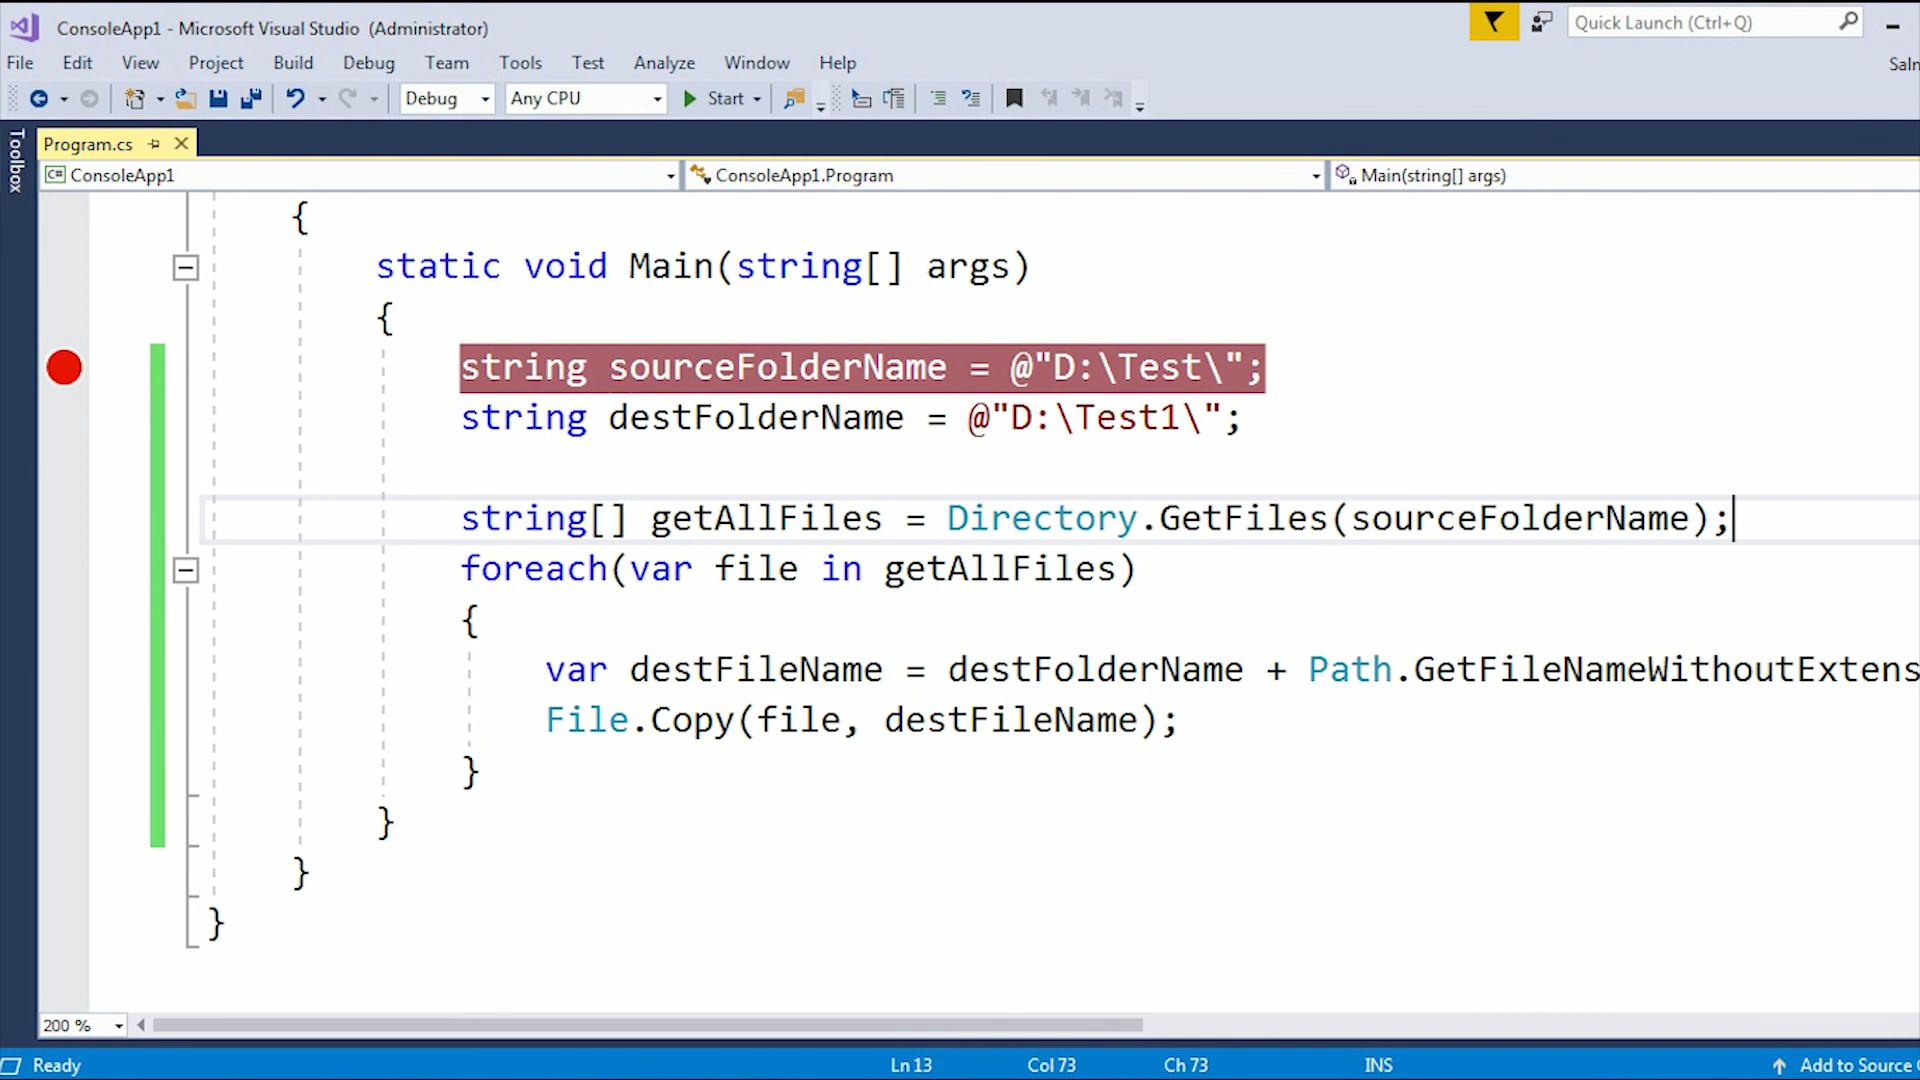 ConsoleApp1 - Microsoft Visual Studio (Administrator)
Quick Launch (Ctrl+Q)
File Edit View Project Build Debug Team Tools Test Analyze Window Help
Saln
Debug Any CPU Start
Toolbox
Program.cs
ConsoleApp1 ConsoleApp1.Program Main(string[] args)
{
static void Main(string[] args)
{
string sourceFolderName = @"D:\Test\";
string destFolderName = @"D:\Test1\";
string[] getAllFiles = Directory.GetFiles(sourceFolderName);
foreach(var file in getAllFiles)
{
var destFileName = destFolderName + Path.GetFileNameWithoutExtens
File.Copy(file, destFileName);
}
}
}
}
200 %
Ready Ln 13 Col 73 Ch 73 INS Add to Source